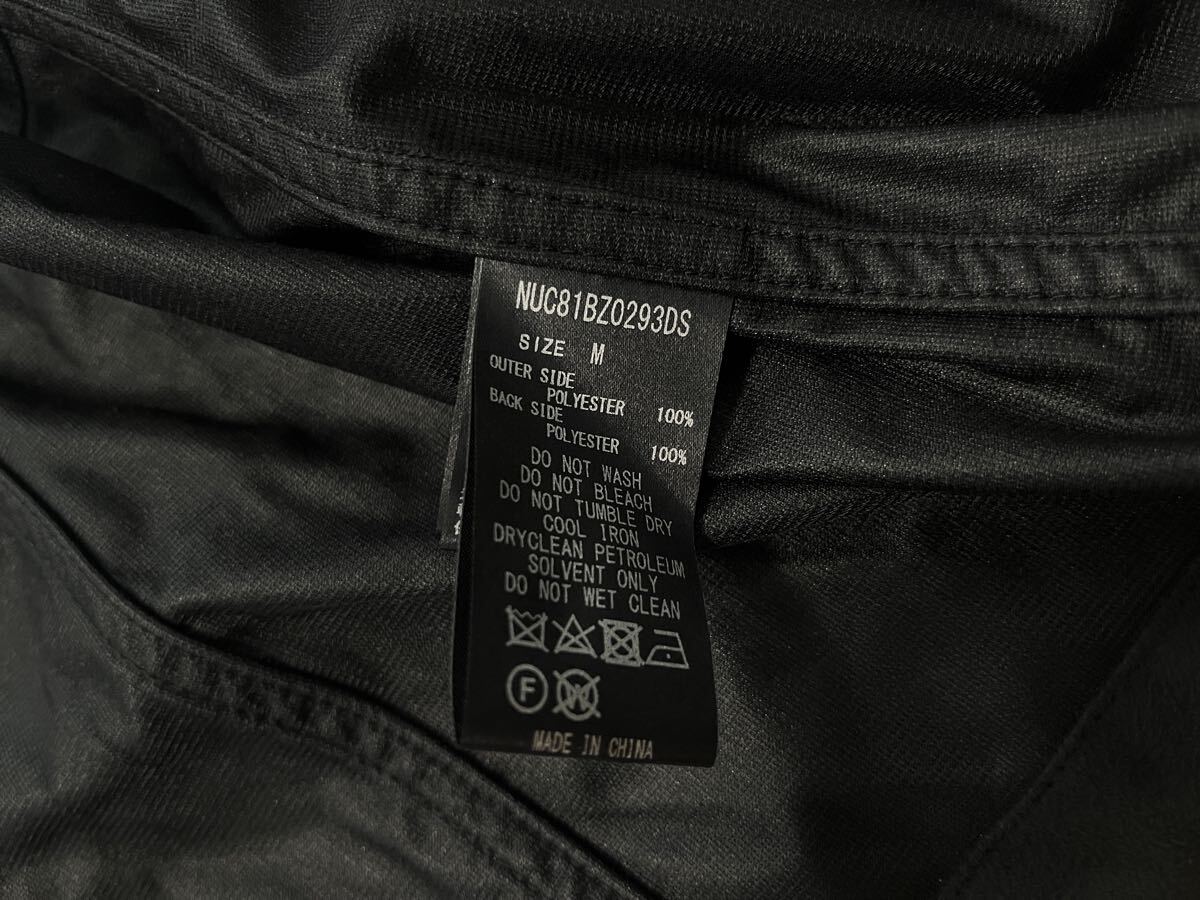 NUC81BZ0293DS
SIZE M
OUTER SIDE
POLYESTER 100%
BACK SIDE
POLYESTER 100%
DO NOT WASH
DO NOT BLEACH
DO NOT TUMBLE DRY
COOL IRON
DRYCLEAN PETROLEUM
SOLVENT ONLY
DO NOT WET CLEAN
F W
MADE IN CHINA